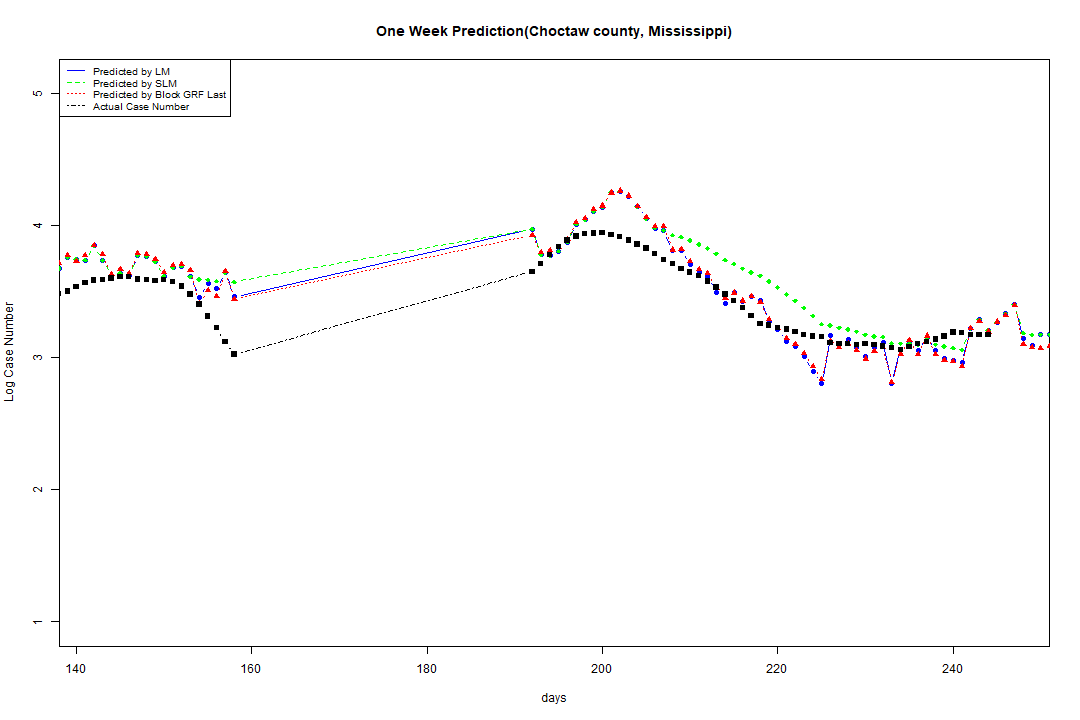 One Week Prediction(Choctaw county, Mississippi)
Predicted by LM
Predicted by SLM
Predicted by Block GRF Last
Actual Case Number
5
4
3
2
1
Log Case Number
140 160 180 200 220 240
days